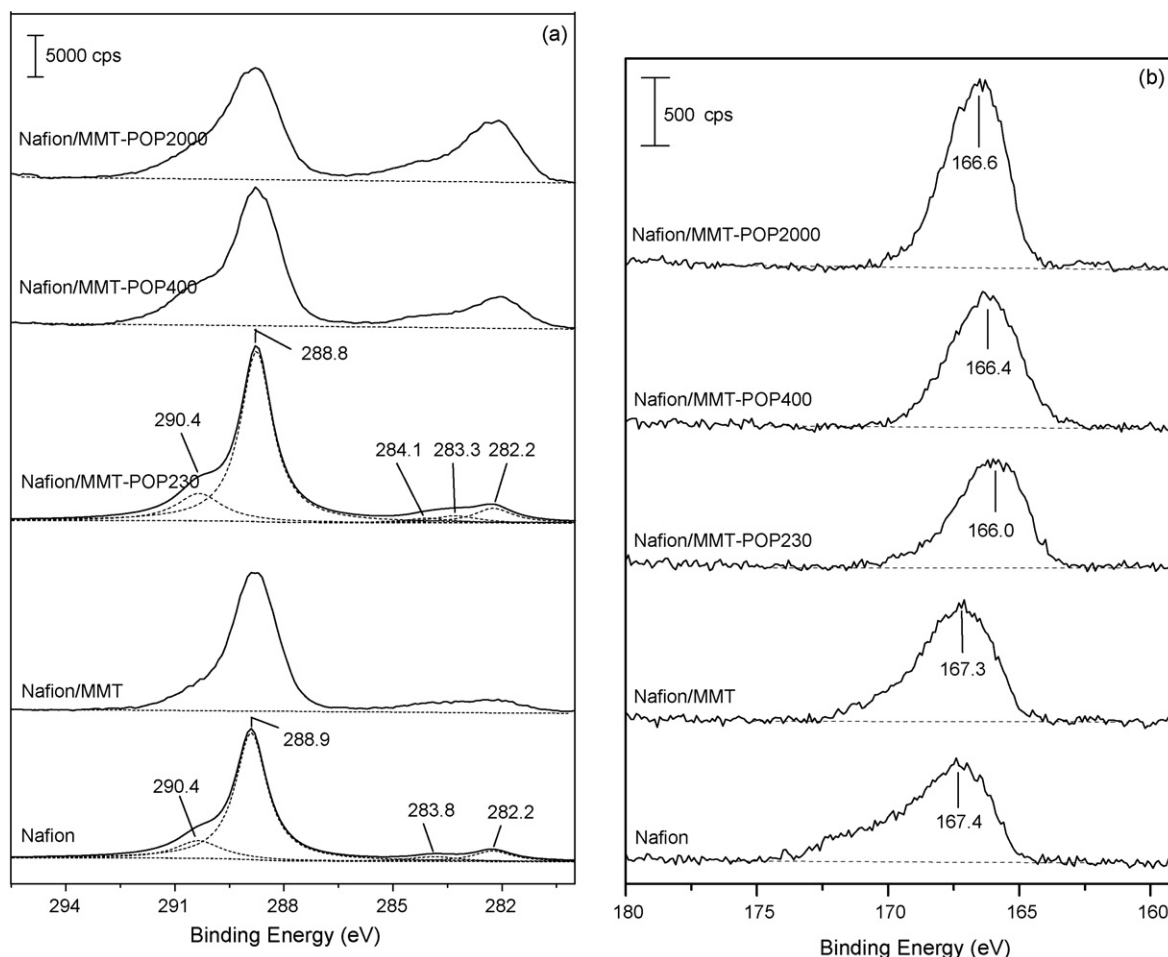 (a)
5000 cps
Nafion/MMT-POP2000
Nafion/MMT-POP400
288.8
290.4
284.1 283.3 282.2
Nafion/MMT-POP230
Nafion/MMT
288.9
290.4
283.8 282.2
Nafion
294 291 288 285 282
Binding Energy (eV)
(b)
500 cps
166.6
Nafion/MMT-POP2000
166.4
Nafion/MMT-POP400
166.0
Nafion/MMT-POP230
167.3
Nafion/MMT
167.4
Nafion
180 175 170 165 160
Binding Energy (eV)